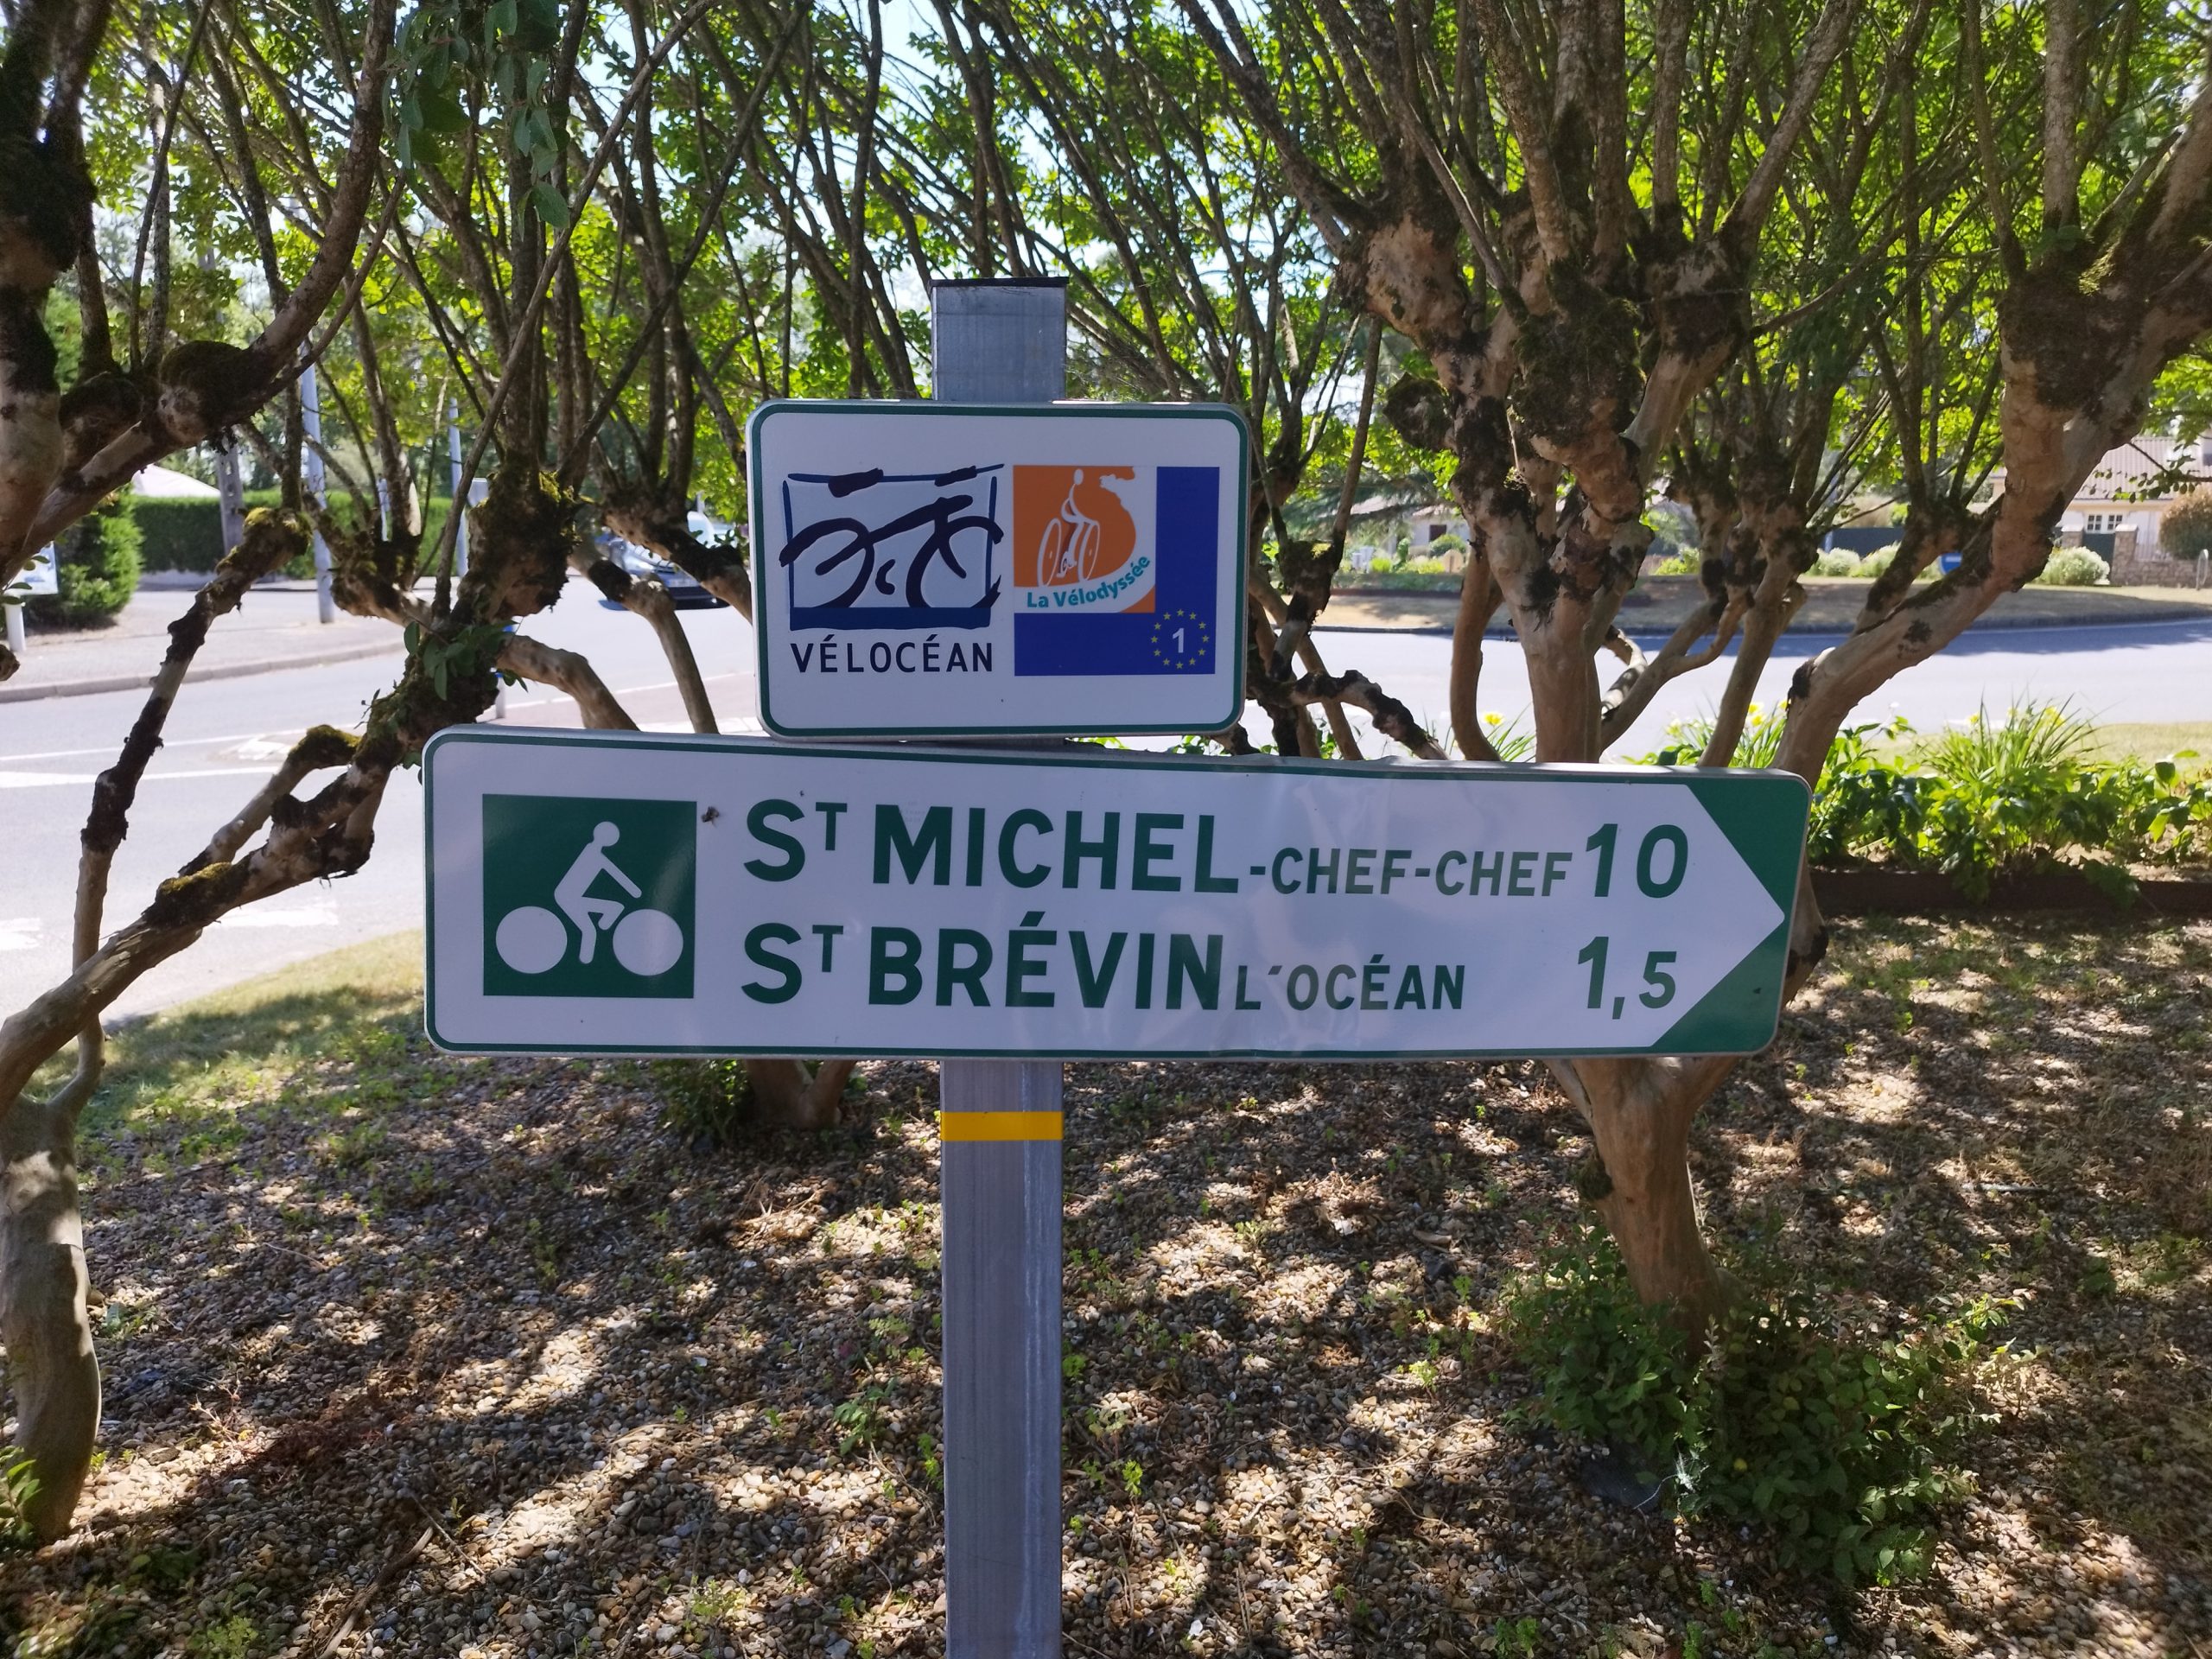 VÉLOCÉAN
La Vélodyssée
1
ST MICHEL-CHEF-CHEF 10
ST BRÉVIN L'OCÉAN 1,5